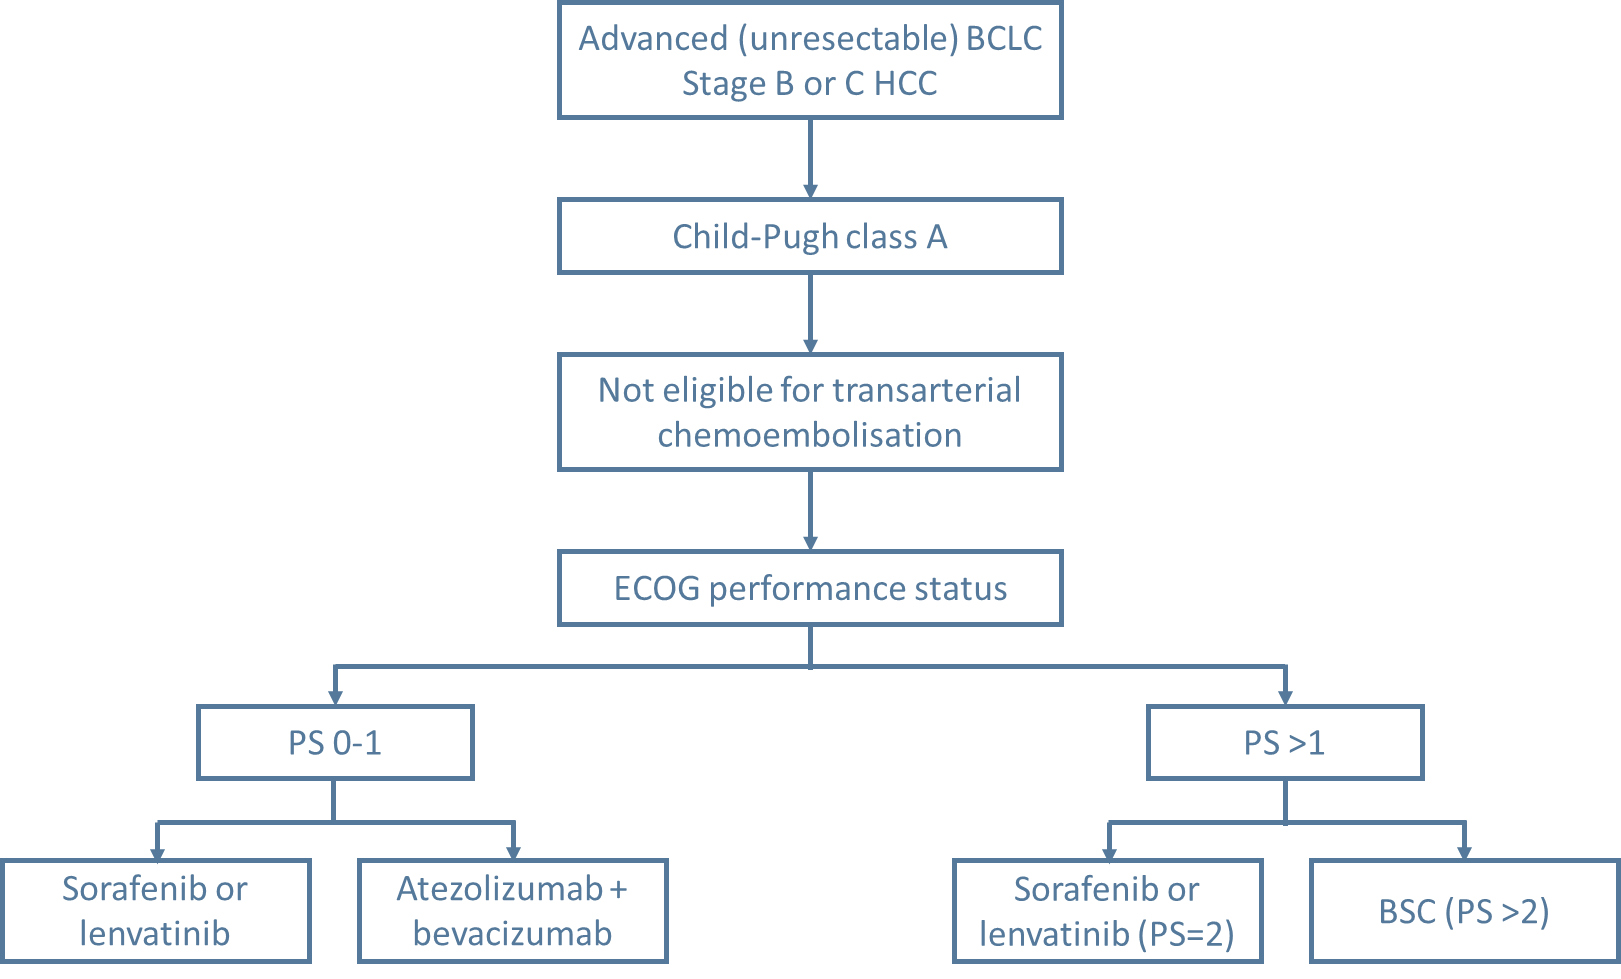 Advanced (unresectable) BCLC
Stage B or C HCC
Child-Pugh class A
Not eligible for transarterial
chemoembolisation
ECOG performance status
PS 0-1
PS >1
Sorafenib or
lenvatinib
Atezolizumab +
bevacizumab
Sorafenib or
lenvatinib (PS=2)
BSC (PS >2)